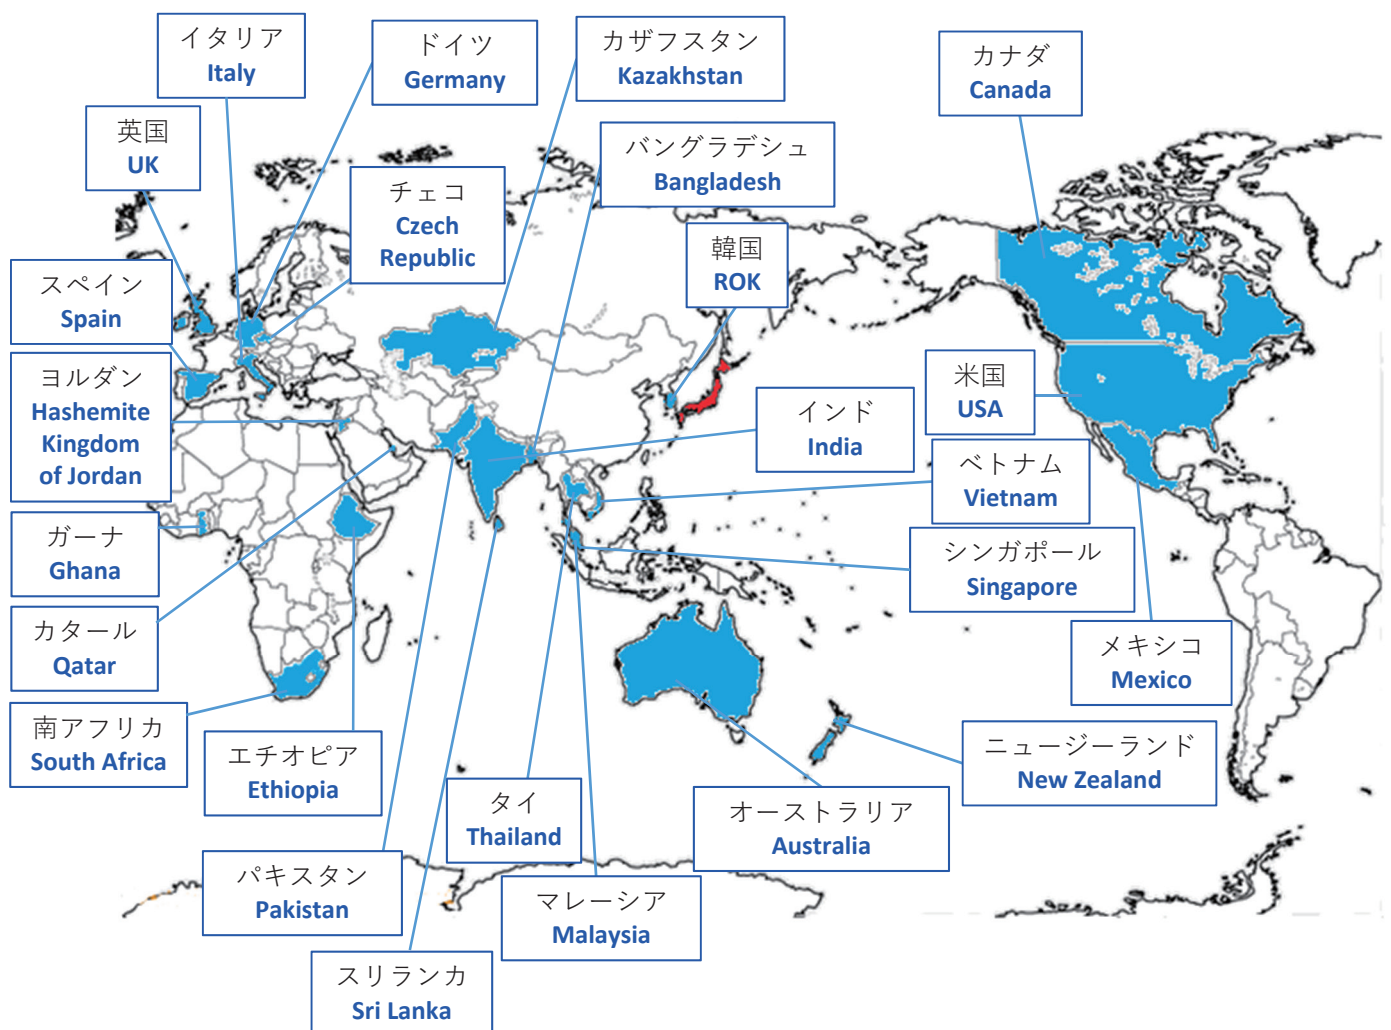 イタリア
Italy
ドイツ
Germany
カザフスタン
Kazakhstan
カナダ
Canada
英国
UK
バングラデシュ
Bangladesh
チェコ
Czech
Republic
韓国
ROK
スペイン
Spain
ヨルダン
Hashemite
Kingdom
of Jordan
米国
USA
インド
India
ベトナム
Vietnam
ガーナ
Ghana
シンガポール
Singapore
カタール
Qatar
メキシコ
Mexico
南アフリカ
South Africa
エチオピア
Ethiopia
ニュージーランド
New Zealand
タイ
Thailand
オーストラリア
Australia
パキスタン
Pakistan
マレーシア
Malaysia
スリランカ
Sri Lanka